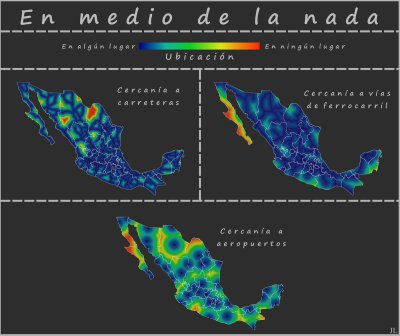 En medio de la nada
En algún lugar
En ningún lugar
Ubicación
Cercanía a
carreteras
Cercanía a vías
de ferrocarril
Cercanía a
aeropuertos
JL